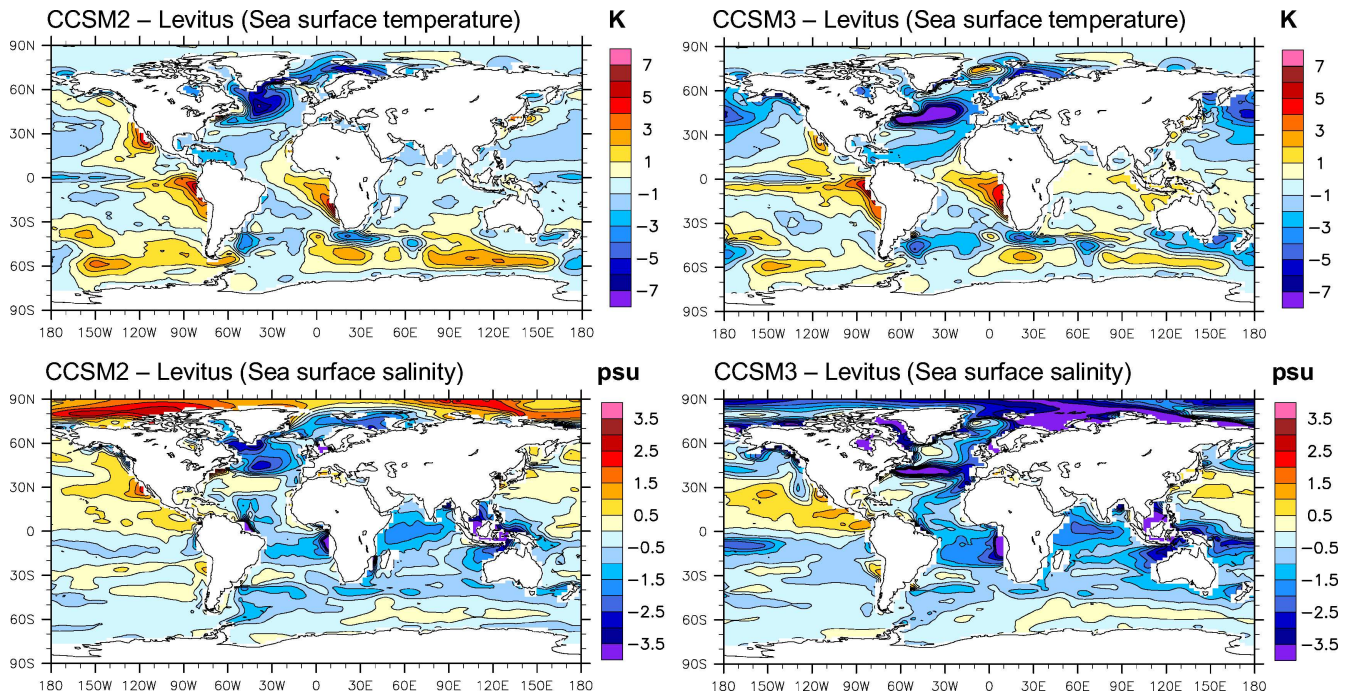 CCSM2 – Levitus (Sea surface temperature) K
90N
60N
30N
0
30S
60S
90S
180 150W 120W 90W 60W 30W 0 30E 60E 90E 120E 150E 180
7
5
3
1
−1
−3
−5
−7
CCSM3 – Levitus (Sea surface temperature) K
90N
60N
30N
0
30S
60S
90S
180 150W 120W 90W 60W 30W 0 30E 60E 90E 120E 150E 180
7
5
3
1
−1
−3
−5
−7
CCSM2 – Levitus (Sea surface salinity) psu
90N
60N
30N
0
30S
60S
90S
180 150W 120W 90W 60W 30W 0 30E 60E 90E 120E 150E 180
3.5
2.5
1.5
0.5
−0.5
−1.5
−2.5
−3.5
CCSM3 – Levitus (Sea surface salinity) psu
90N
60N
30N
0
30S
60S
90S
180 150W 120W 90W 60W 30W 0 30E 60E 90E 120E 150E 180
3.5
2.5
1.5
0.5
−0.5
−1.5
−2.5
−3.5